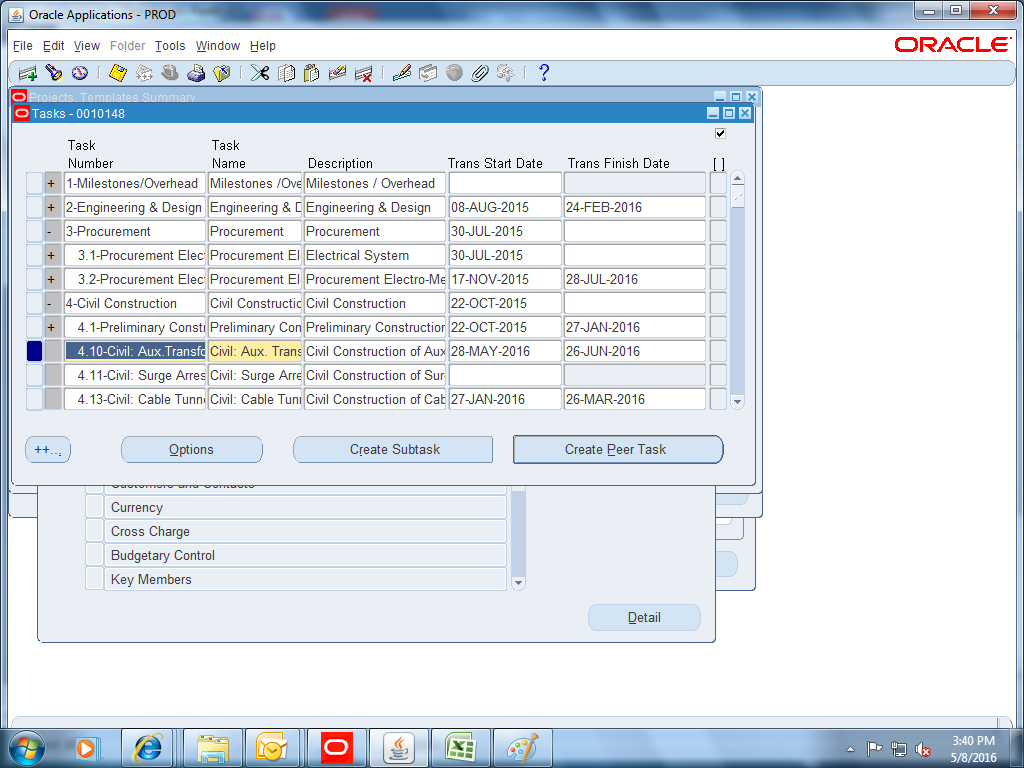 Oracle Applications - PROD
File Edit View Folder Tools Window Help
ORACLE
Projects, Templates Summary
Tasks - 0010148
Task Number Task Name Description Trans Start Date Trans Finish Date [ ]
+ 1-Milestones/Overhead Milestones /Ove Milestones / Overhead
+ 2-Engineering & Design Engineering & D Engineering & Design 08-AUG-2015 24-FEB-2016
- 3-Procurement Procurement Procurement 30-JUL-2015
+ 3.1-Procurement Elec Procurement El Electrical System 30-JUL-2015
+ 3.2-Procurement Elec Procurement El Procurement Electro-Me 17-NOV-2015 28-JUL-2016
- 4-Civil Construction Civil Constructio Civil Construction 22-OCT-2015
+ 4.1-Preliminary Const Preliminary Con Preliminary Construction 22-OCT-2015 27-JAN-2016
4.10-Civil: Aux.Transfo Civil: Aux. Trans Civil Construction of Aux 28-MAY-2016 26-JUN-2016
4.11-Civil: Surge Arres Civil: Surge Arre Civil Construction of Sur
4.13-Civil: Cable Tunn Civil: Cable Tunn Civil Construction of Cab 27-JAN-2016 26-MAR-2016
++... Options Create Subtask Create Peer Task
Customers and Contacts
Currency
Cross Charge
Budgetary Control
Key Members
Detail
3:40 PM
5/8/2016